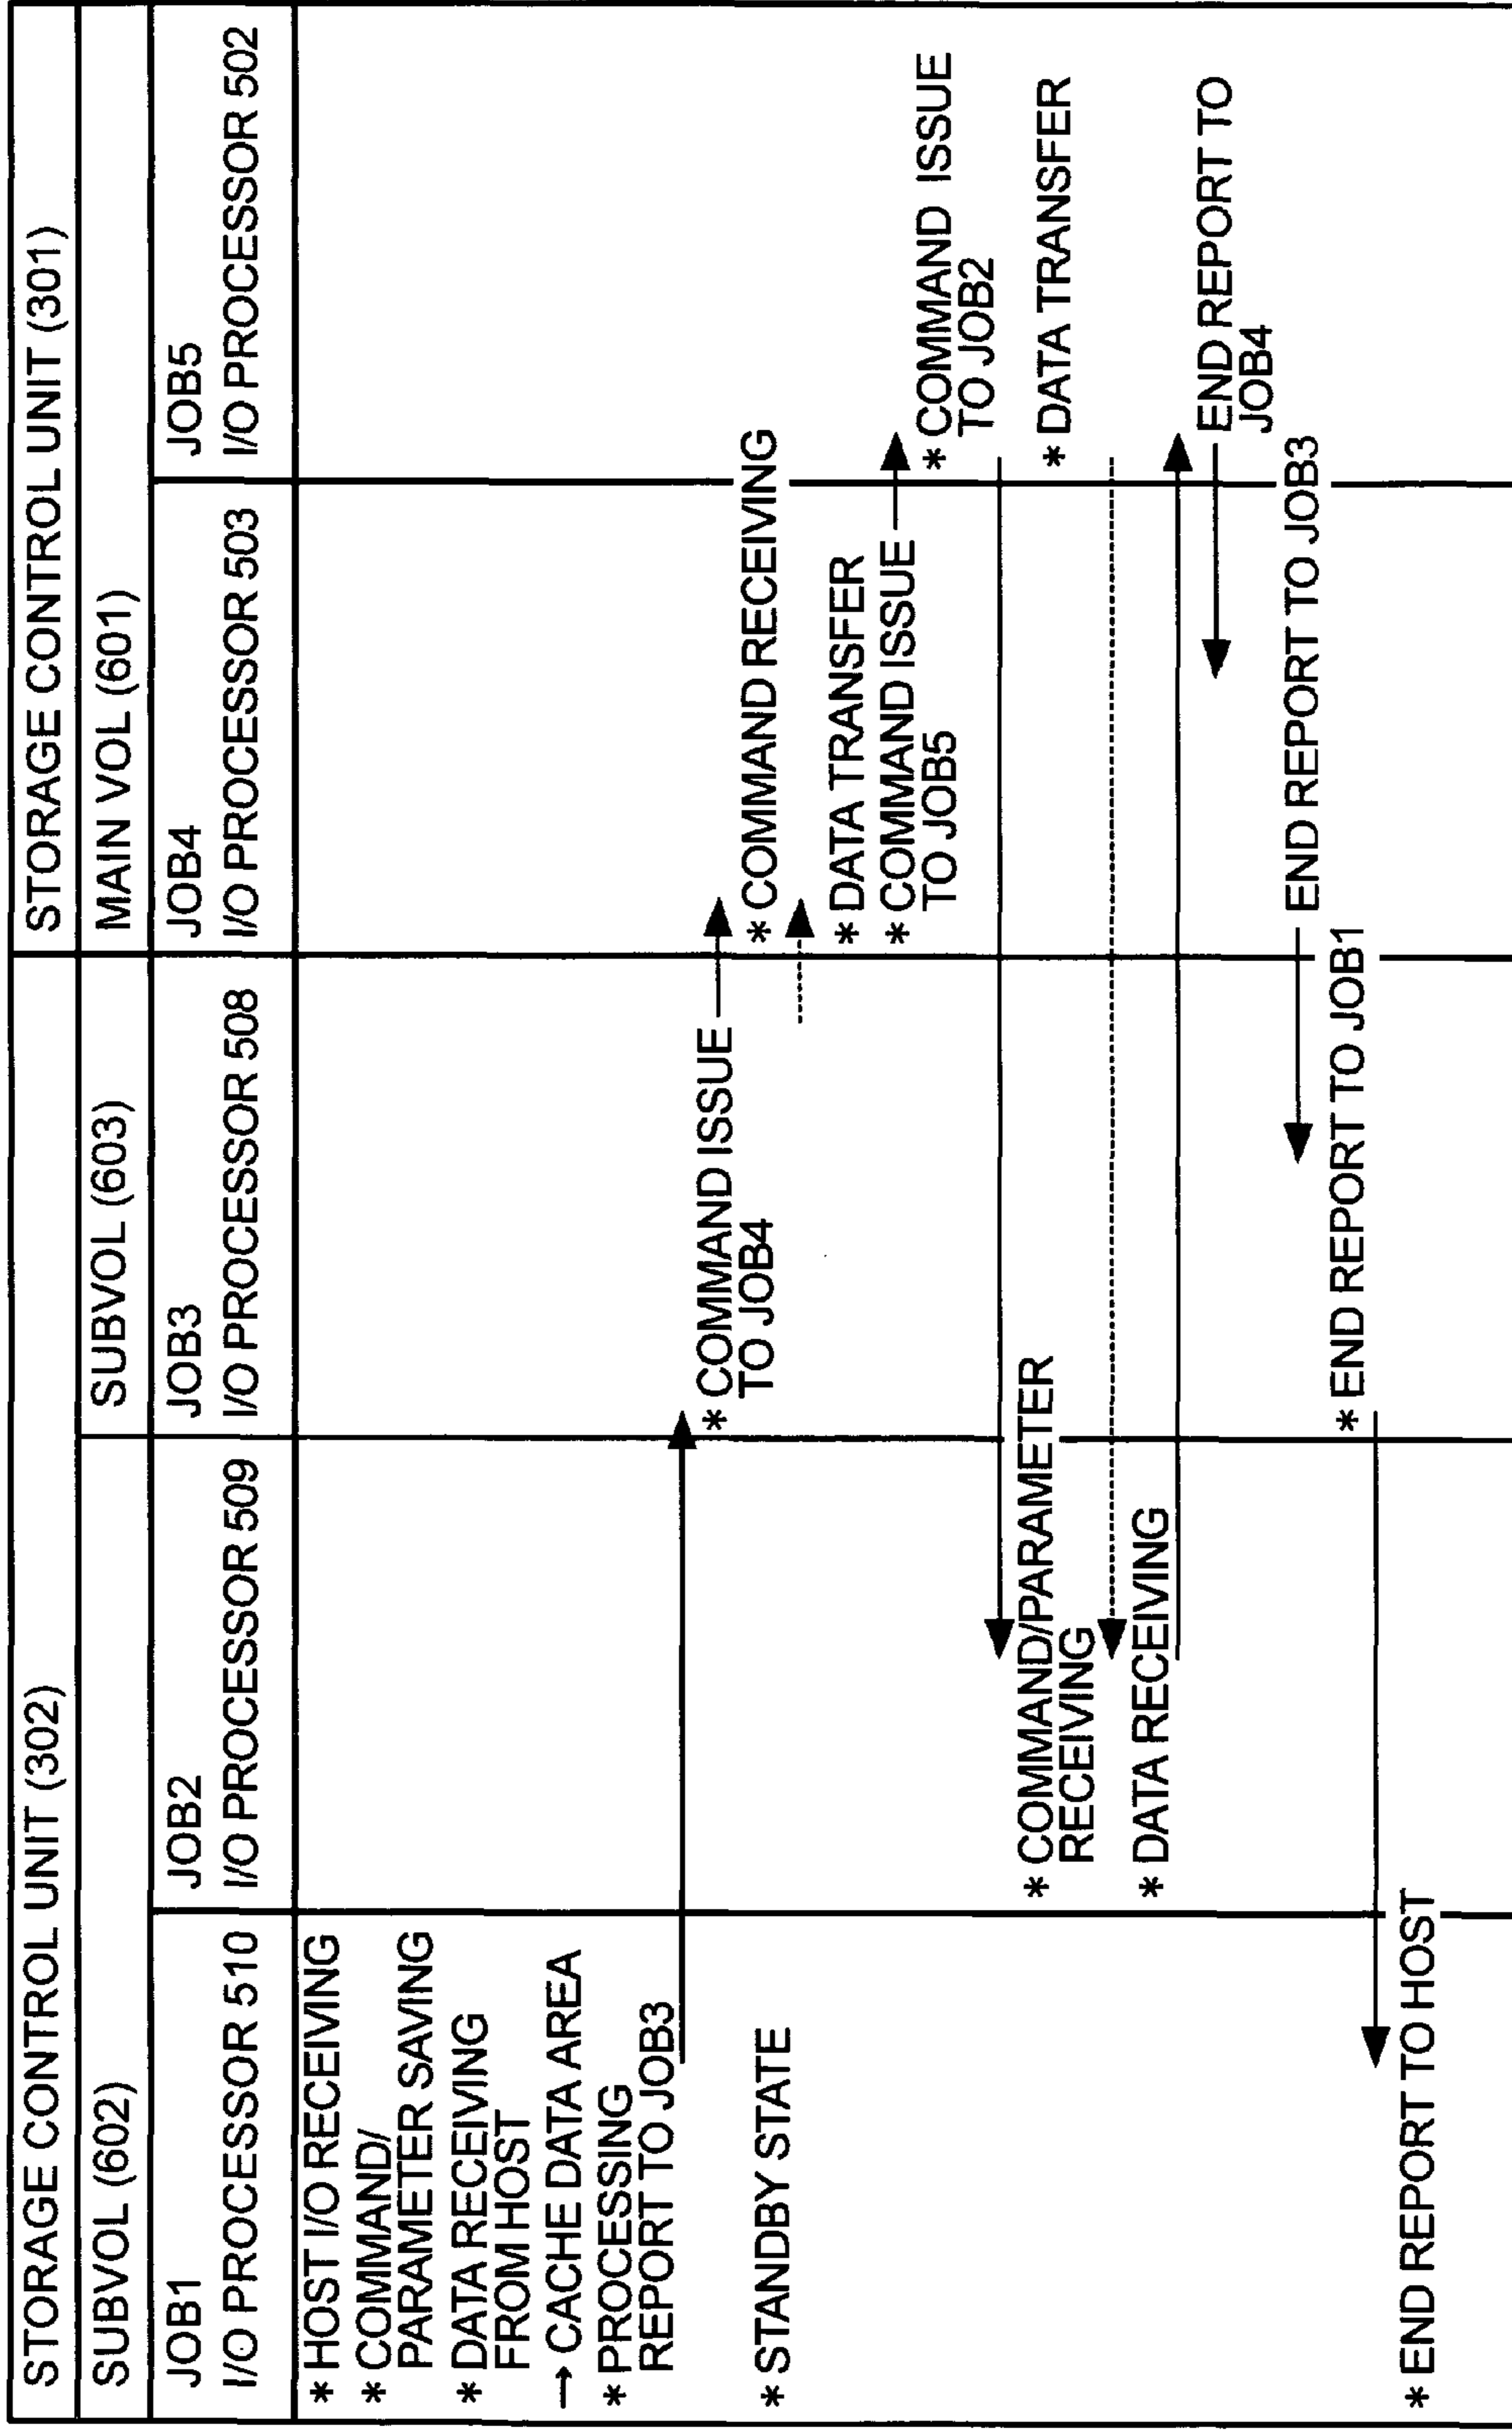 STORAGE CONTROL UNIT (302)
STORAGE CONTROL UNIT (301)
SUBVOL (602)
SUBVOL (603)
MAIN VOL (601)
JOB1
I/O PROCESSOR 510
JOB2
I/O PROCESSOR 509
JOB3
I/O PROCESSOR 508
JOB4
I/O PROCESSOR 503
JOB5
I/O PROCESSOR 502
* HOST I/O RECEIVING
* COMMAND/
PARAMETER SAVING
* DATA RECEIVING
FROM HOST
→ CACHE DATA AREA
* PROCESSING
REPORT TO JOB3
* COMMAND ISSUE
TO JOB4
* STANDBY STATE
* COMMAND RECEIVING
* DATA TRANSFER
* COMMAND ISSUE
TO JOB5
* COMMAND ISSUE
TO JOB2
* COMMAND/PARAMETER
RECEIVING
* DATA TRANSFER
* DATA RECEIVING
END REPORT TO
JOB4
END REPORT TO JOB3
* END REPORT TO JOB1
* END REPORT TO HOST